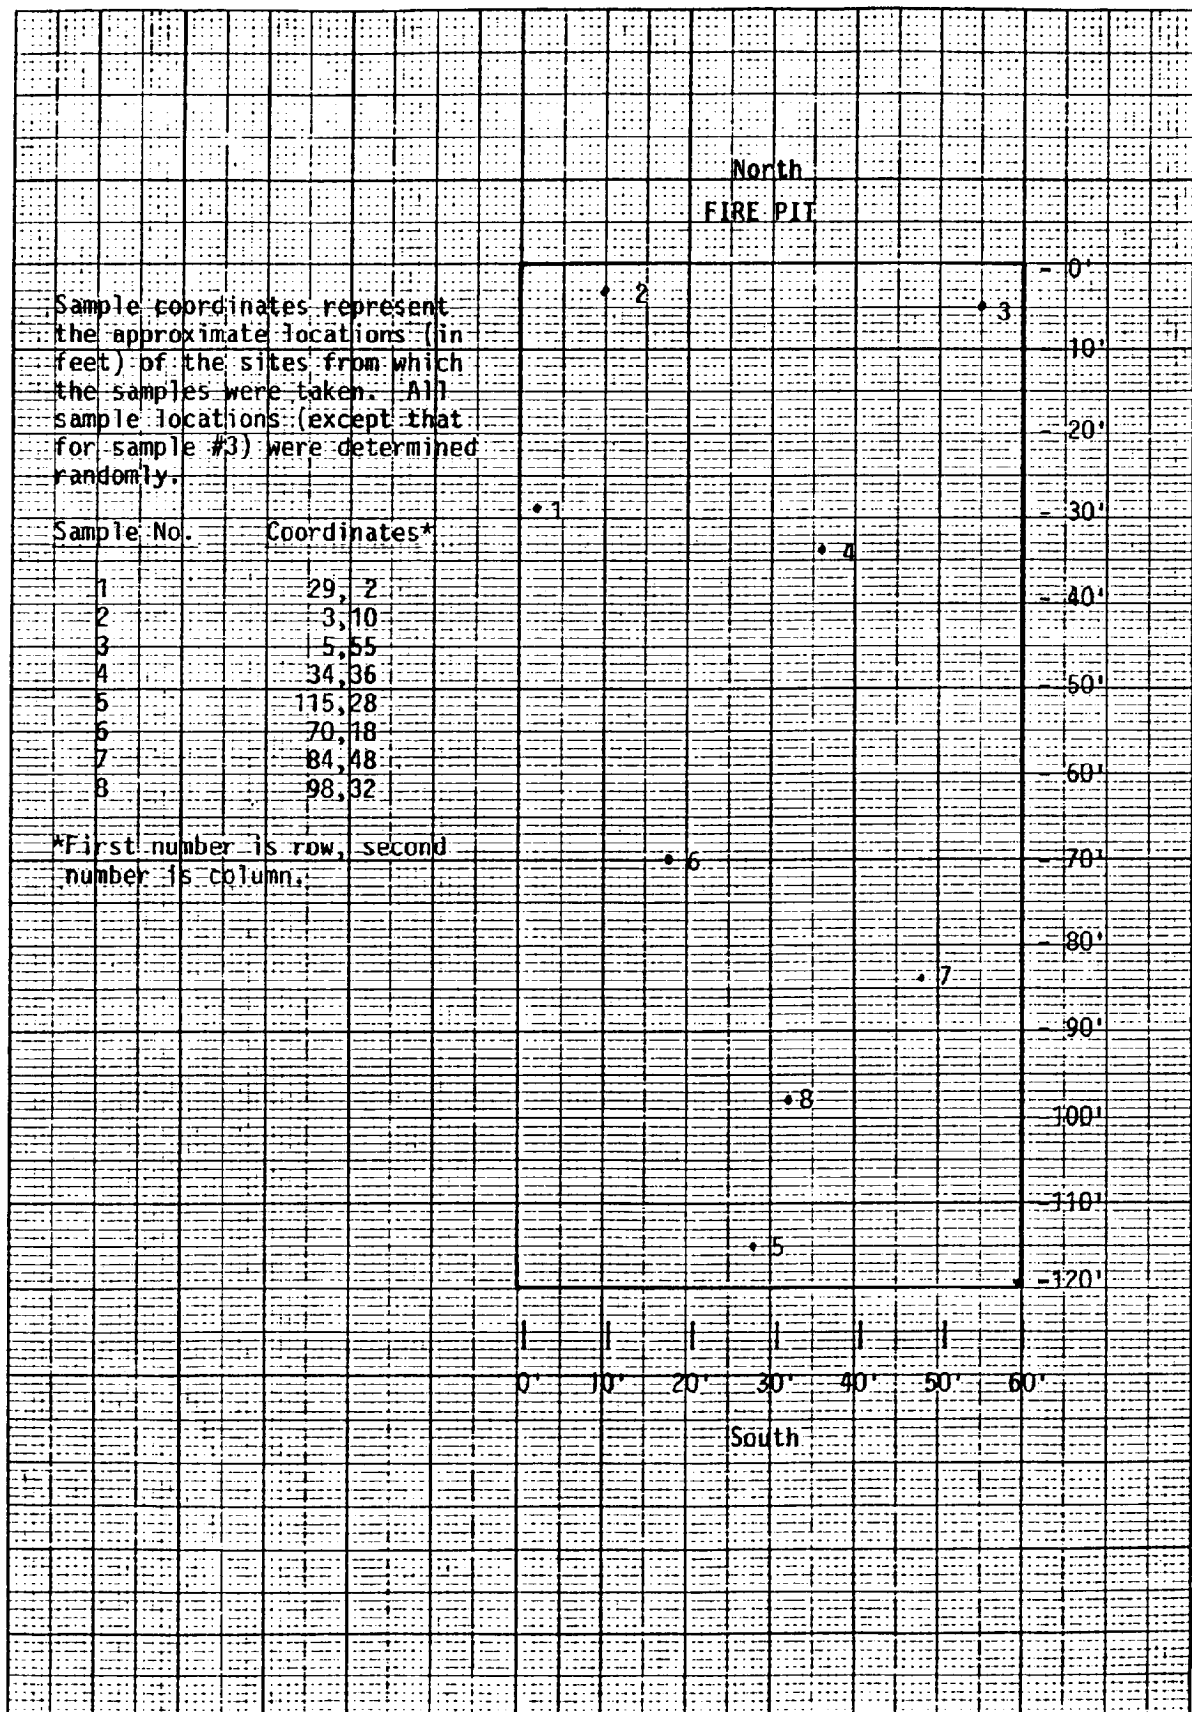 North
FIRE PIT
Sample coordinates represent
the approximate locations (in
feet) of the sites from which
the samples were taken. All
sample locations (except that
for sample #3) were determined
randomly.
Sample No. Coordinates*
1 29, 2
2 3,10
3 5,55
4 34,36
5 115,28
6 70,18
7 84,48
8 98,32
*First number is row, second
number is column.
- 0'
2
3
- 10'
- 20'
1
- 30'
4
- 40'
- 50'
- 60'
6
- 70'
- 80'
7
- 90'
8
-100'
-110'
5
-120'
0' 10' 20' 30' 40' 50' 60'
South